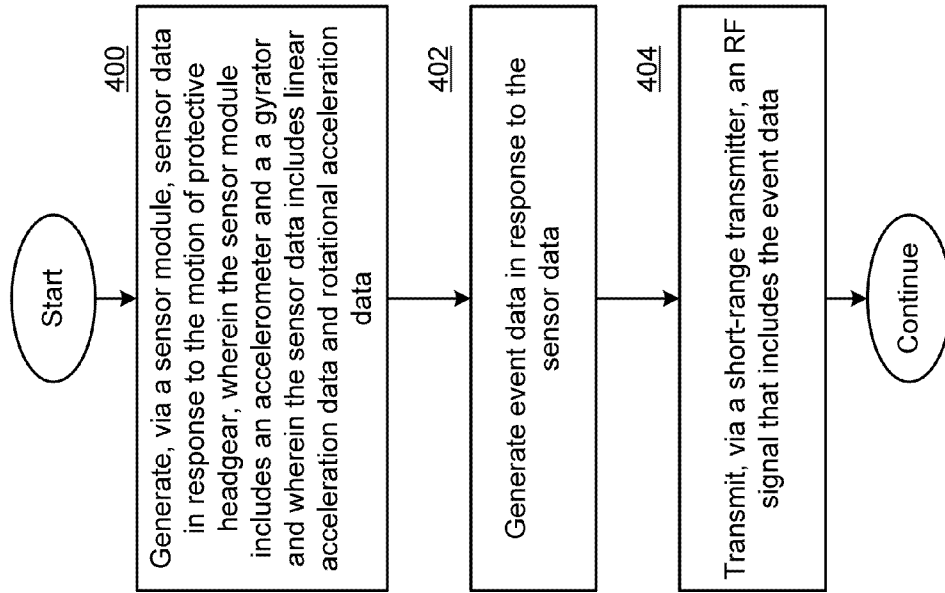 Start
400
Generate, via a sensor module, sensor data
in response to the motion of protective
headgear, wherein the sensor module
includes an accelerometer and a a gyrator
and wherein the sensor data includes linear
acceleration data and rotational acceleration
data
402
Generate event data in response to the
sensor data
404
Transmit, via a short-range transmitter, an RF
signal that includes the event data
Continue